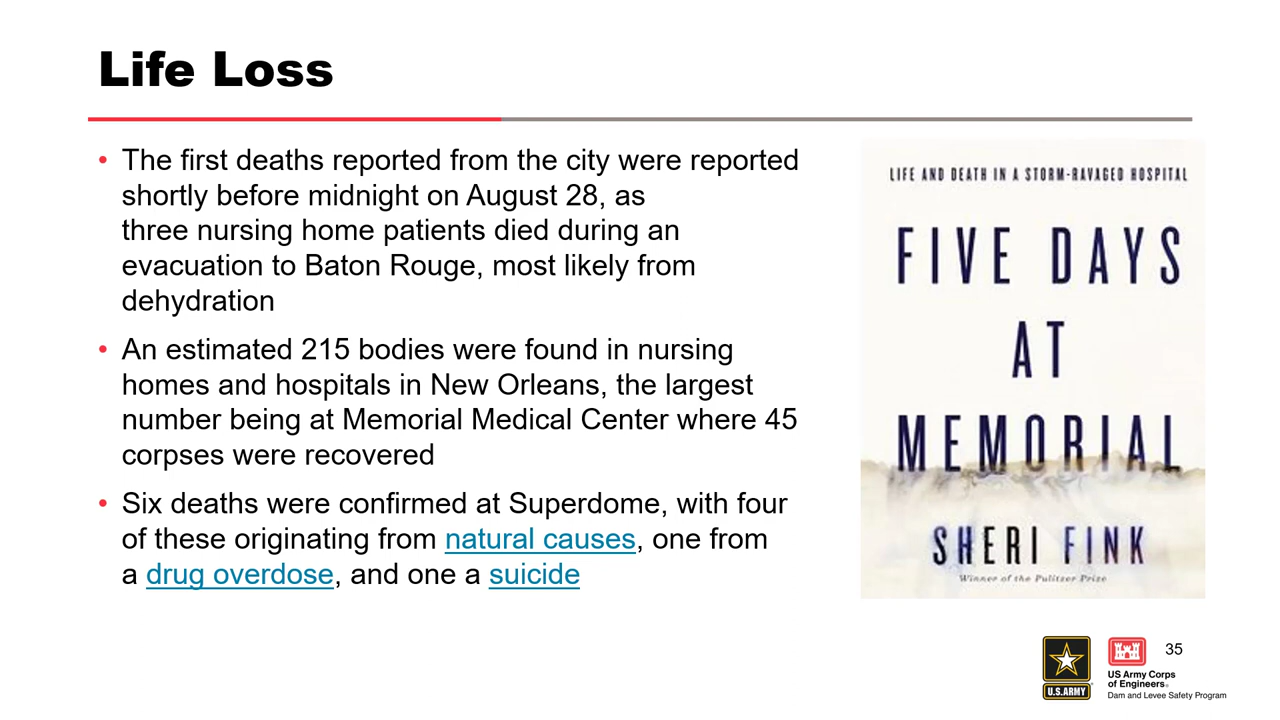 Life Loss
• The first deaths reported from the city were reported
shortly before midnight on August 28, as
three nursing home patients died during an
evacuation to Baton Rouge, most likely from
dehydration
• An estimated 215 bodies were found in nursing
homes and hospitals in New Orleans, the largest
number being at Memorial Medical Center where 45
corpses were recovered
• Six deaths were confirmed at Superdome, with four
of these originating from natural causes, one from
a drug overdose, and one a suicide
LIFE AND DEATH IN A STORM-RAVAGED HOSPITAL
FIVE DAYS
AT
MEMORIAL
SHERI FINK
Winner of the Pulitzer Prize
U.S.ARMY
US Army Corps
of Engineers®
Dam and Levee Safety Program
35